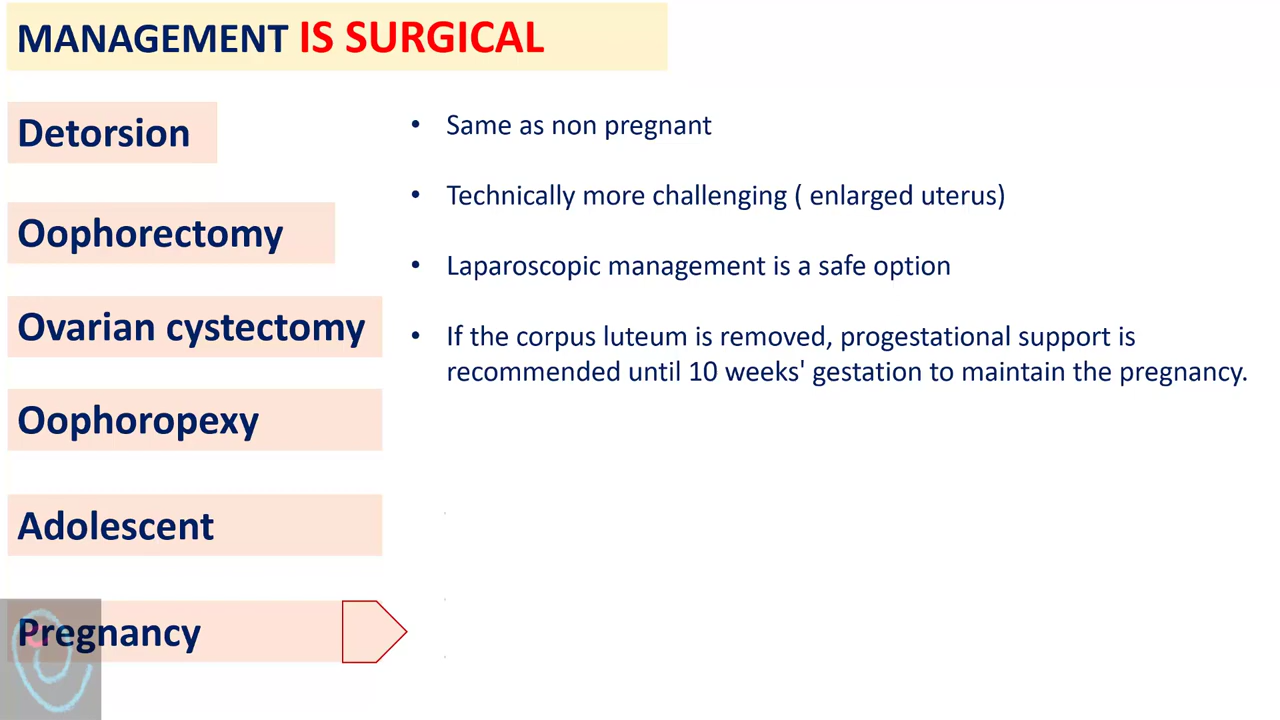 MANAGEMENT IS SURGICAL
Detorsion
Oophorectomy
Ovarian cystectomy
Oophoropexy
Adolescent
Pregnancy
• Same as non pregnant
• Technically more challenging ( enlarged uterus)
• Laparoscopic management is a safe option
• If the corpus luteum is removed, progestational support is
recommended until 10 weeks' gestation to maintain the pregnancy.